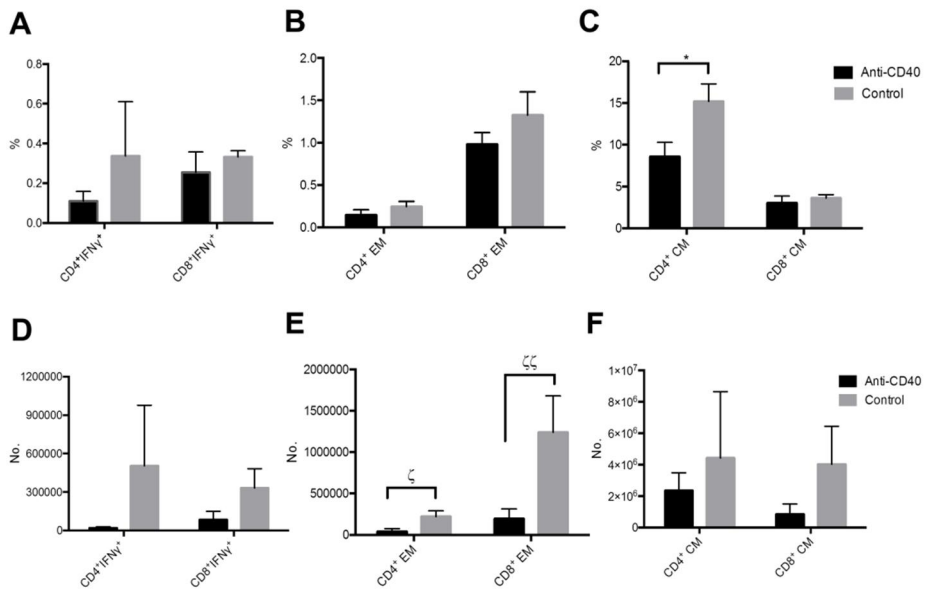 A
B
C
0.8
0.6
0.4
0.2
0.0
%
CD4⁺IFNγ⁺
CD8⁺IFNγ⁺
2.0
1.5
1.0
0.5
0.0
%
CD4⁺ EM
CD8⁺ EM
20
15
10
5
0
%
*
CD4⁺ CM
CD8⁺ CM
Anti-CD40
Control
D
E
F
1200000
900000
600000
300000
0
No.
CD4⁺IFNγ⁺
CD8⁺IFNγ⁺
2000000
1500000
1000000
500000
0
No.
ζ
ζζ
CD4⁺ EM
CD8⁺ EM
1×10⁷
8×10⁶
6×10⁶
4×10⁶
2×10⁶
0
No.
CD4⁺ CM
CD8⁺ CM
Anti-CD40
Control